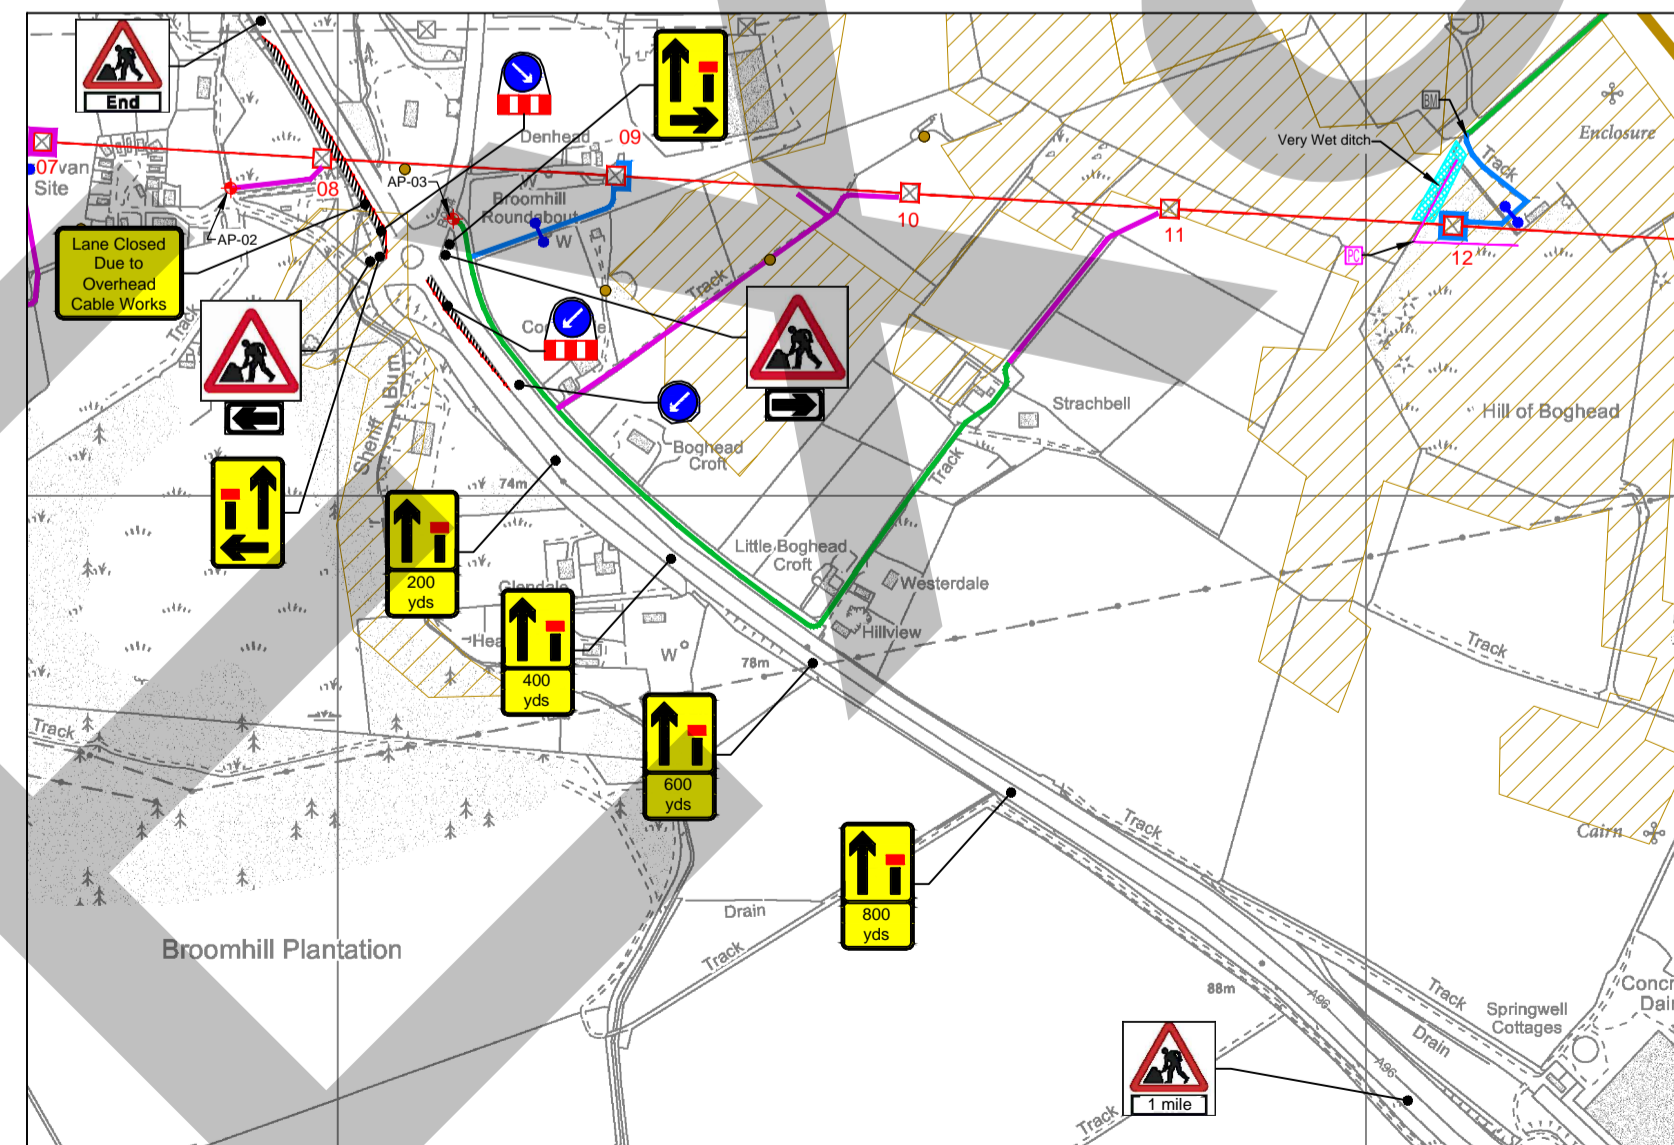 End
Denhead
09
07
van
Site
08
AP-02
AP-03
W
Broomhill
Roundabout
W
10
11
12
Very Wet ditch
BM
Track
Enclosure
PC
Lane Closed
Due to
Overhead
Cable Works
Track
Track
Sheriff Burn
Strachbell
Hill of Boghead
Boghead
Croft
Track
74m
200
yds
Little Boghead
Croft
Westerdale
Glendale
Hillview
W
78m
400
yds
Track
Track
600
yds
Track
Cairn
800
yds
Drain
Track
Broomhill Plantation
88m
A96
Track
Springwell
Cottages
Drain
A96
1 mile
Track